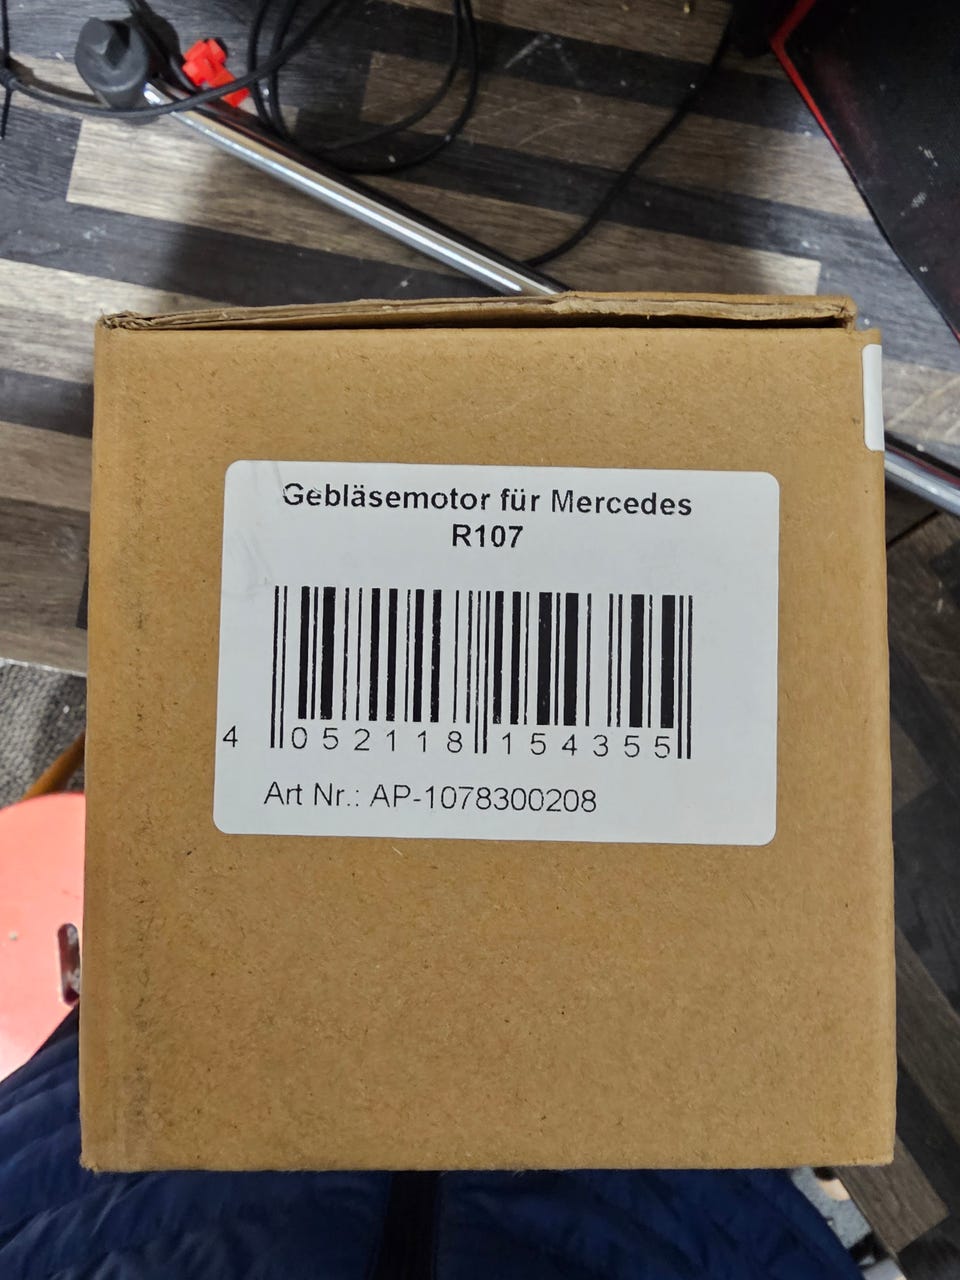 Gebläsemotor für Mercedes
R107
4 052118 154355
Art Nr.: AP-1078300208